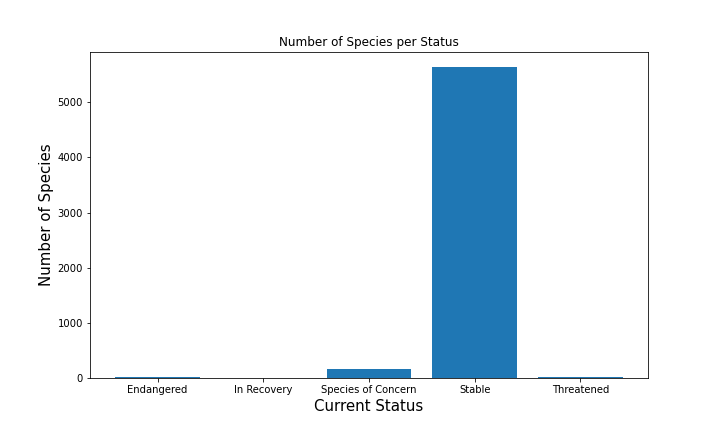 Number of Species per Status
Number of Species
5000
4000
3000
2000
1000
0
Endangered
In Recovery
Species of Concern
Stable
Threatened
Current Status